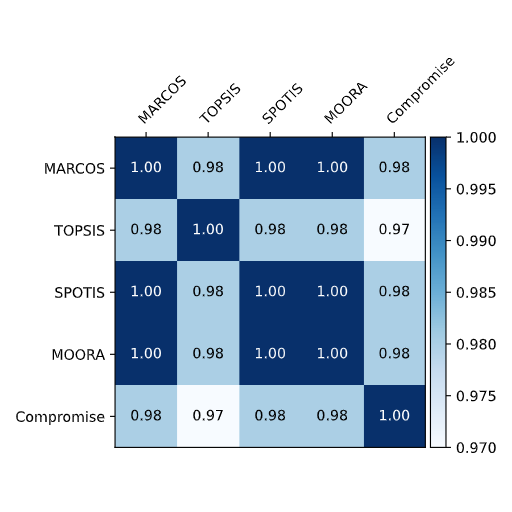 MARCOS TOPSIS SPOTIS MOORA Compromise
MARCOS 1.00 0.98 1.00 1.00 0.98
TOPSIS 0.98 1.00 0.98 0.98 0.97
SPOTIS 1.00 0.98 1.00 1.00 0.98
MOORA 1.00 0.98 1.00 1.00 0.98
Compromise 0.98 0.97 0.98 0.98 1.00
1.000
0.995
0.990
0.985
0.980
0.975
0.970